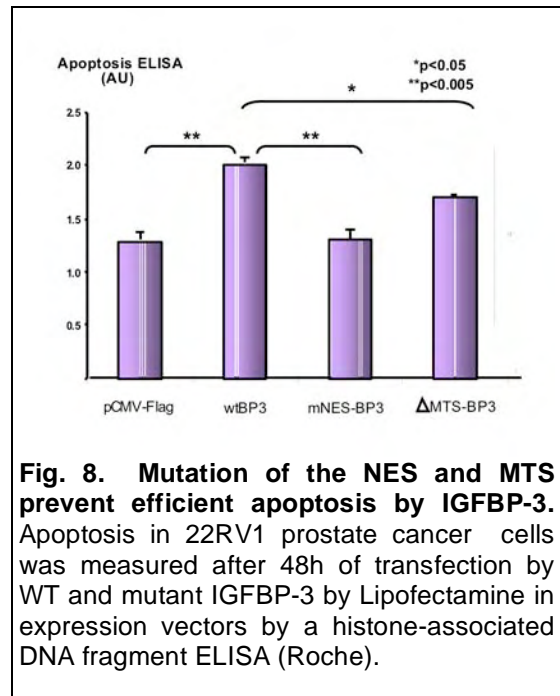 Apoptosis ELISA
(AU)
*p<0.05
**p<0.005
2.5
*
**
**
2.0
1.5
1.0
0.5
pCMV-Flag wtBP3 mNES-BP3 ΔMTS-BP3
Fig. 8. Mutation of the NES and MTS
prevent efficient apoptosis by IGFBP-3.
Apoptosis in 22RV1 prostate cancer cells
was measured after 48h of transfection by
WT and mutant IGFBP-3 by Lipofectamine in
expression vectors by a histone-associated
DNA fragment ELISA (Roche).